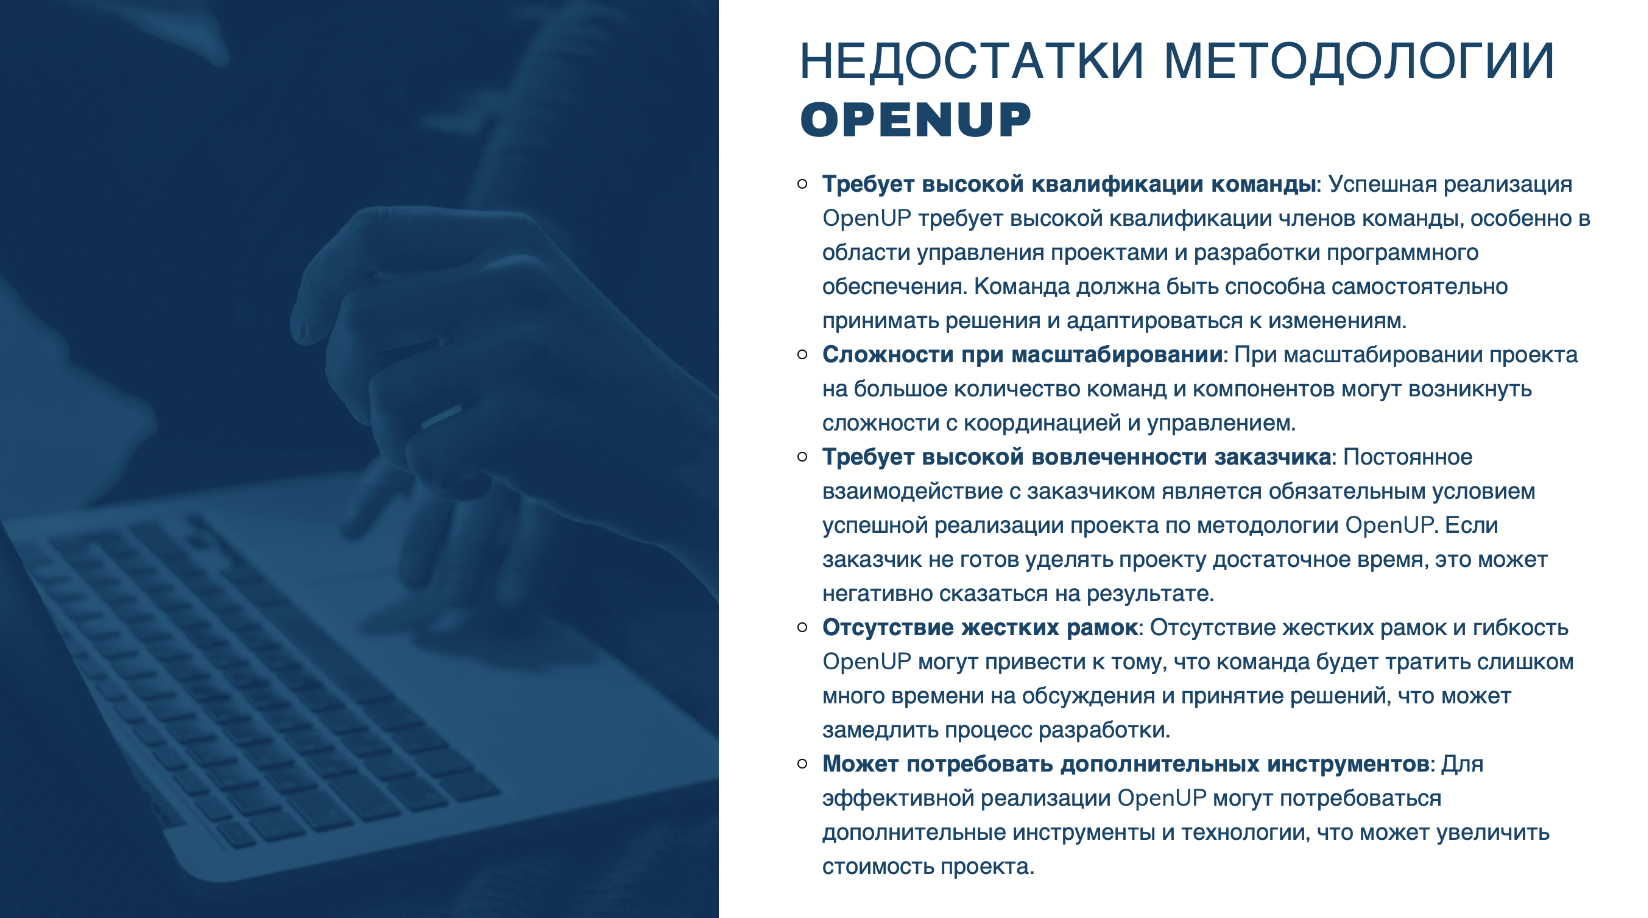 НЕДОСТАТКИ МЕТОДОЛОГИИ
OPENUP
Требует высокой квалификации команды: Успешная реализация
OpenUP требует высокой квалификации членов команды, особенно в
области управления проектами и разработки программного
обеспечения. Команда должна быть способна самостоятельно
принимать решения и адаптироваться к изменениям.
Сложности при масштабировании: При масштабировании проекта
на большое количество команд и компонентов могут возникнуть
сложности с координацией и управлением.
Требует высокой вовлеченности заказчика: Постоянное
взаимодействие с заказчиком является обязательным условием
успешной реализации проекта по методологии OpenUP. Если
заказчик не готов уделять проекту достаточное время, это может
негативно сказаться на результате.
Отсутствие жестких рамок: Отсутствие жестких рамок и гибкость
OpenUP могут привести к тому, что команда будет тратить слишком
много времени на обсуждения и принятие решений, что может
замедлить процесс разработки.
Может потребовать дополнительных инструментов: Для
эффективной реализации OpenUP могут потребоваться
дополнительные инструменты и технологии, что может увеличить
стоимость проекта.